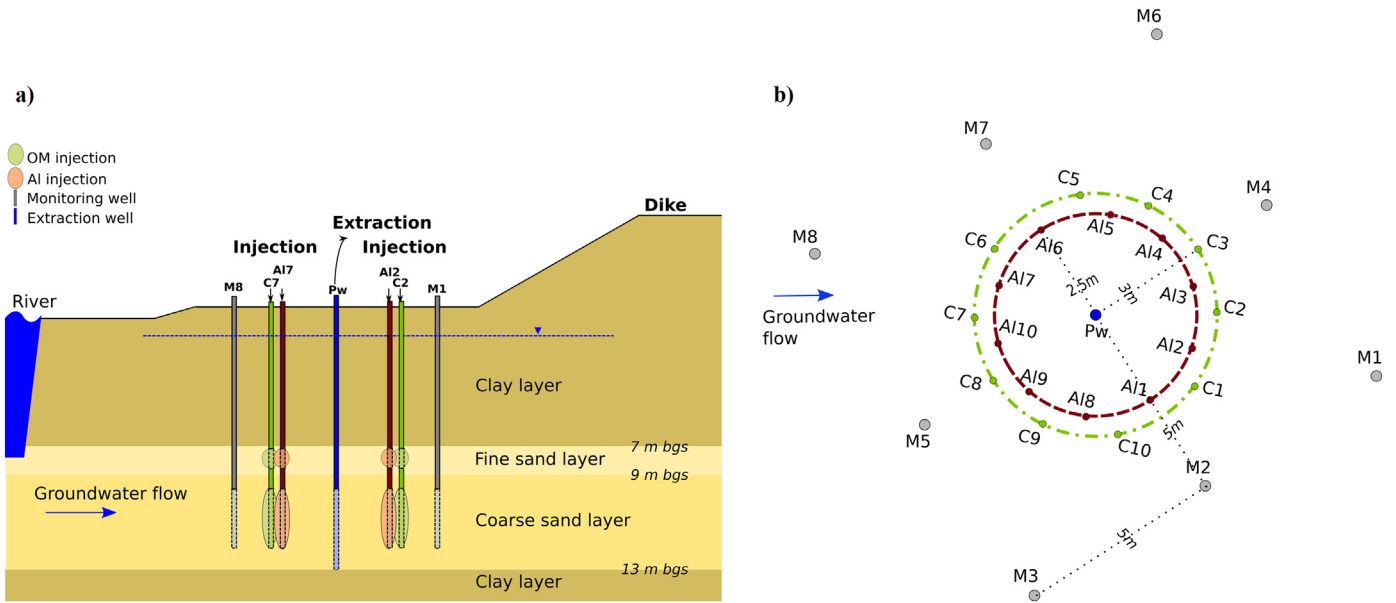 a)
OM injection
Al injection
Monitoring well
Extraction well
River
Injection
Extraction
Injection
Dike
M8
C7
Al7
Pw
Al2
C2
M1
Clay layer
7 m bgs
Fine sand layer
9 m bgs
Groundwater flow
Coarse sand layer
13 m bgs
Clay layer
b)
M6
M7
M4
M8
Groundwater
flow
M1
M5
M2
M3
C5
C4
C3
C2
C1
C10
C9
C8
C7
C6
Al5
Al4
Al3
Al2
Al1
Al8
Al9
Al10
Al7
Al6
2.5m
3m
Pw
5m
5m